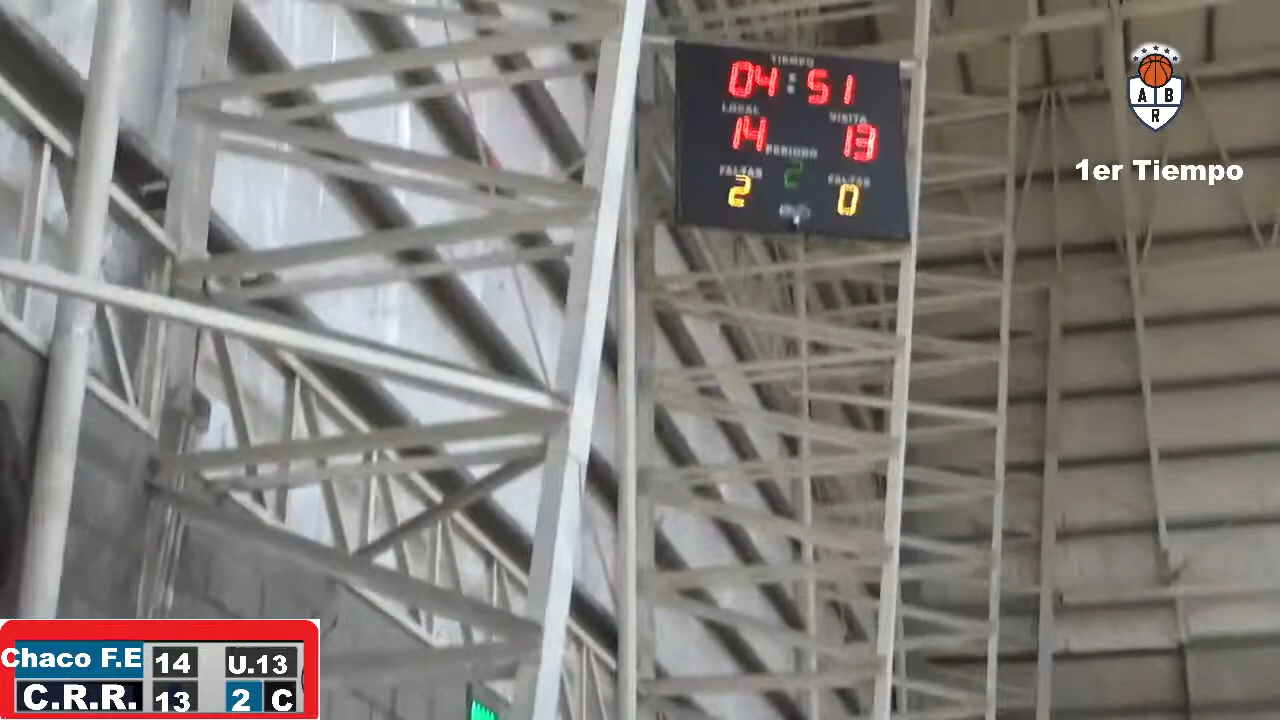 TIEMPO
04:51
LOCAL VISITA
14 13
PERIODO
FALTAS 2 FALTAS
2 0
A B
R
1er Tiempo
Chaco F.E 14 U.13
C.R.R. 13 2 C